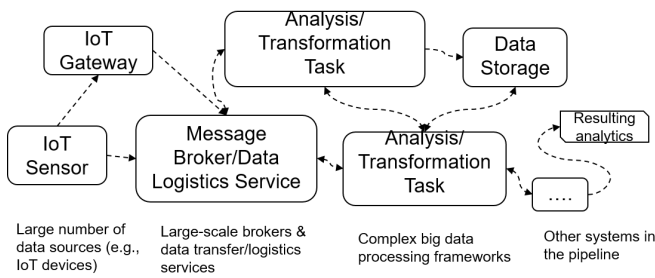 IoT
Gateway
Analysis/
Transformation
Task
Data
Storage
IoT
Sensor
Message
Broker/Data
Logistics Service
Analysis/
Transformation
Task
Resulting
analytics
....
Large number of
data sources (e.g.,
IoT devices)
Large-scale brokers &
data transfer/logistics
services
Complex big data
processing frameworks
Other systems in
the pipeline